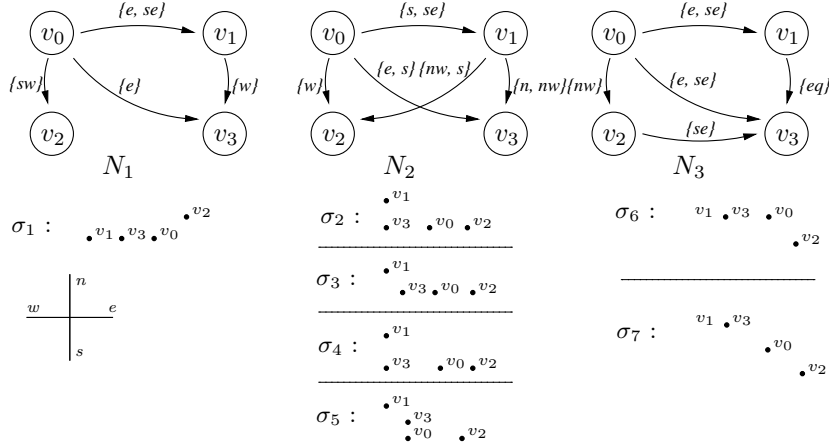 v₀ {e, se} v₁ v₀ {s, se} v₁ v₀ {e, se} v₁
{sw} {e} {w} {w} {e, s} {nw, s} {n, nw} {nw} {e, se} {eq}
v₂ v₃ v₂ v₃ v₂ {se} v₃
N₁ N₂ N₃
σ₁ : v₁ v₃ v₀ v₂
n
w e
s
σ₂ : v₁ v₃ v₀ v₂
σ₃ : v₁ v₃ v₀ v₂
σ₄ : v₁ v₃ v₀ v₂
σ₅ : v₁ v₃ v₀ v₂
σ₆ : v₁ v₃ v₀ v₂
σ₇ : v₁ v₃ v₀ v₂